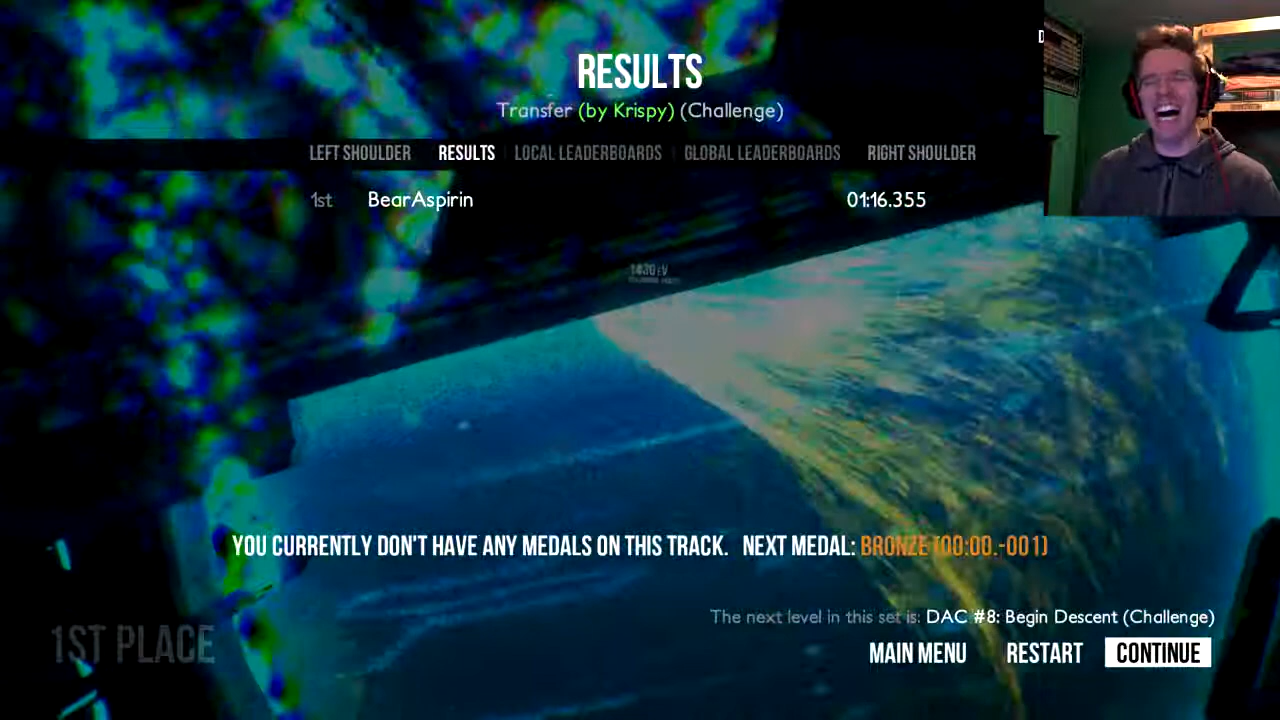 RESULTS
Transfer (by Krispy) (Challenge)
LEFT SHOULDER RESULTS LOCAL LEADERBOARDS GLOBAL LEADERBOARDS RIGHT SHOULDER
1st BearAspirin 01:16.355
YOU CURRENTLY DON'T HAVE ANY MEDALS ON THIS TRACK. NEXT MEDAL: BRONZE (00:00.-001)
The next level in this set is: DAC #8: Begin Descent (Challenge)
1ST PLACE
MAIN MENU RESTART CONTINUE